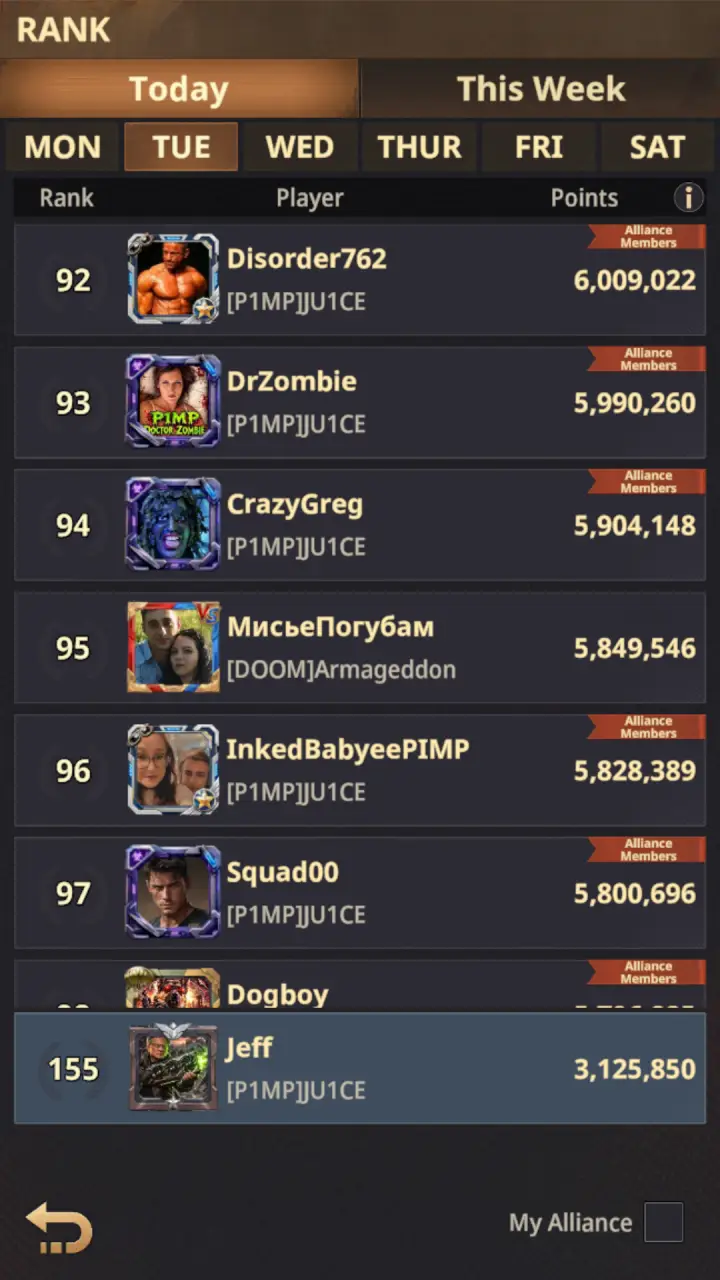 RANK
Today
This Week
MON
TUE
WED
THUR
FRI
SAT
Rank
Player
Points
Alliance
Members
92
Disorder762
[P1MP]JU1CE
6,009,022
Alliance
Members
93
DrZombie
[P1MP]JU1CE
5,990,260
PIMP
DOCTOR ZOMBIE
Alliance
Members
94
CrazyGreg
[P1MP]JU1CE
5,904,148
95
VS
МисьеПогубам
[DOOM]Armageddon
5,849,546
Alliance
Members
96
InkedBabyeePIMP
[P1MP]JU1CE
5,828,389
Alliance
Members
97
Squad00
[P1MP]JU1CE
5,800,696
Alliance
Members
Dogboy
155
Jeff
[P1MP]JU1CE
3,125,850
My Alliance